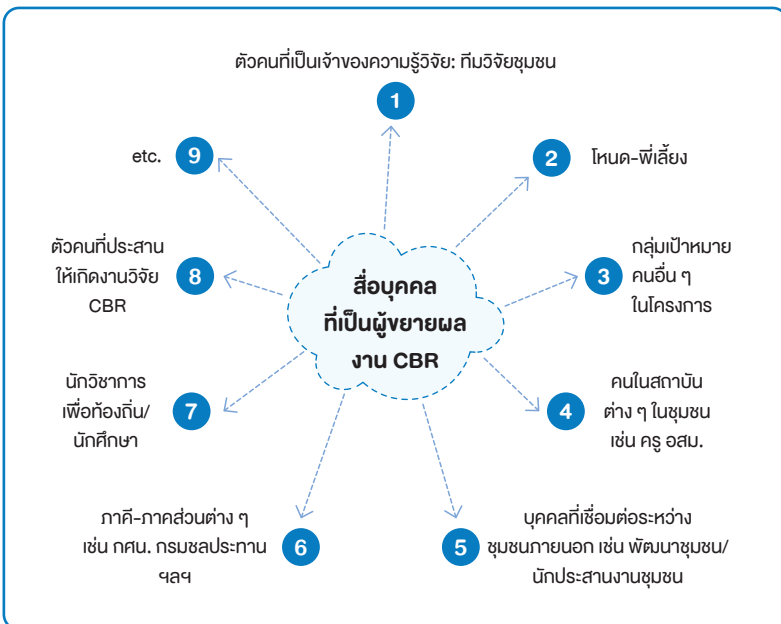 ตัวคนที่เป็นเจ้าของความรู้วิจัย: ทีมวิจัยชุมชน
1
2
โหนด-พี่เลี้ยง
3
กลุ่มเป้าหมาย
คนอื่น ๆ
ในโครงการ
4
คนในสถาบัน
ต่าง ๆ ในชุมชน
เช่น ครู อสม.
5
บุคคลที่เชื่อมต่อระหว่าง
ชุมชนภายนอก เช่น พัฒนาชุมชน/
นักประสานงานชุมชน
6
ภาคี-ภาคส่วนต่าง ๆ
เช่น กศน. กรมชลประทาน
ฯลฯ
7
นักวิชาการ
เพื่อท้องถิ่น/
นักศึกษา
8
ตัวคนที่ประสาน
ให้เกิดงานวิจัย
CBR
9
etc.
สื่อบุคคล
ที่เป็นผู้ขยายผล
งาน CBR